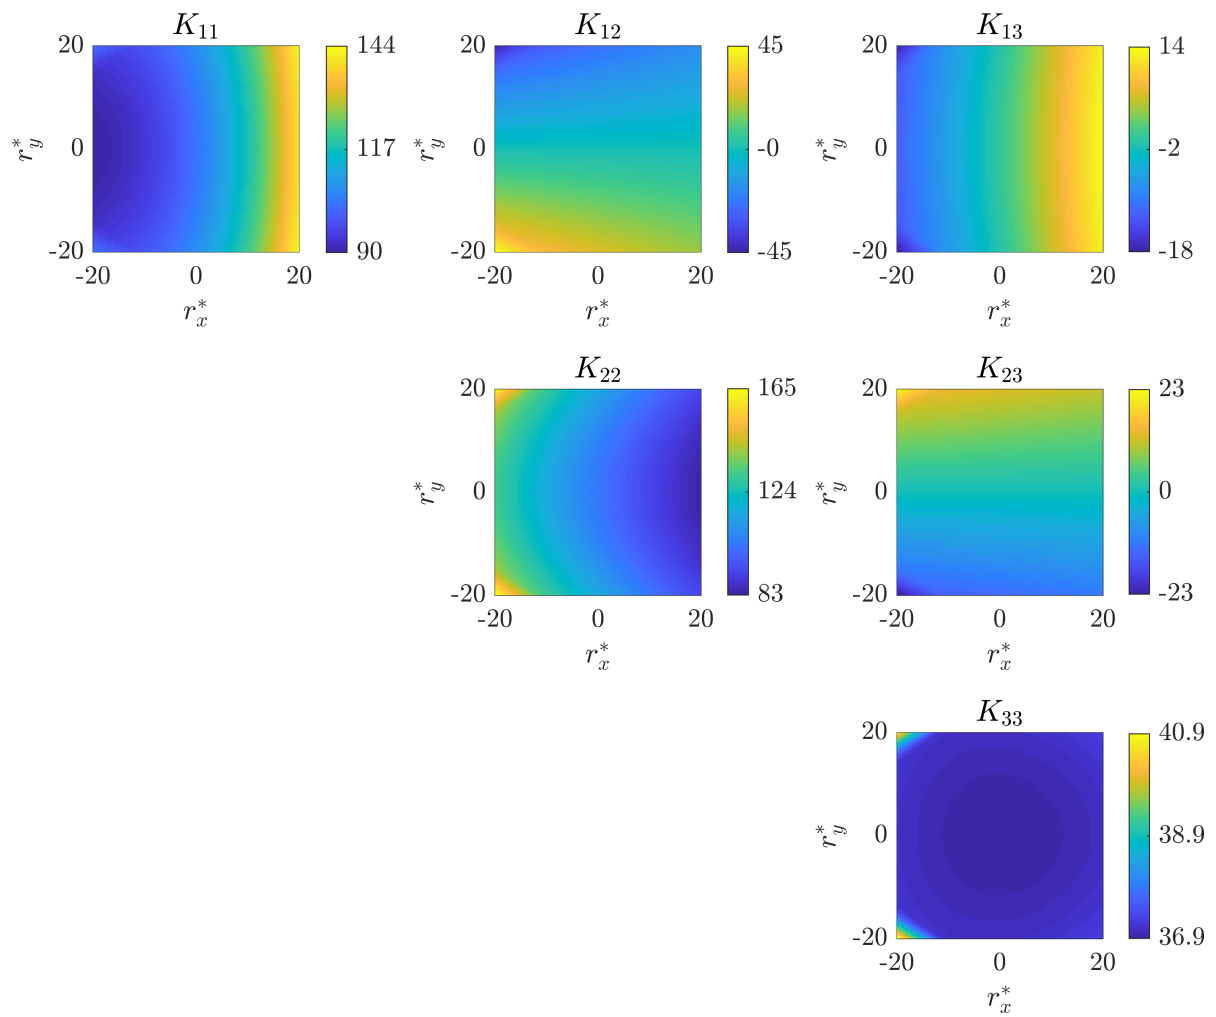 K₁₁ K₁₂ K₁₃
20 144 20 45 20 14
r*y 0 117 r*y 0 -0 r*y 0 -2
-20 90 -20 -45 -20 -18
-20 0 20 -20 0 20 -20 0 20
r*x r*x r*x
K₂₂ K₂₃
20 165 20 23
r*y 0 124 r*y 0 0
-20 83 -20 -23
-20 0 20 -20 0 20
r*x r*x
K₃₃
20 40.9
r*y 0 38.9
-20 36.9
-20 0 20
r*x